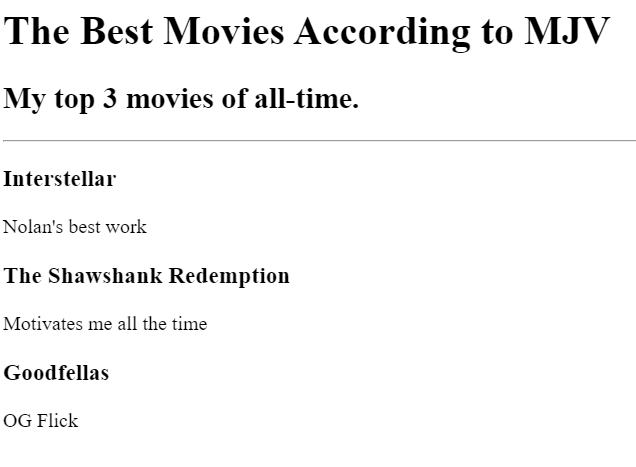 The Best Movies According to MJV
My top 3 movies of all-time.
Interstellar
Nolan's best work
The Shawshank Redemption
Motivates me all the time
Goodfellas
OG Flick